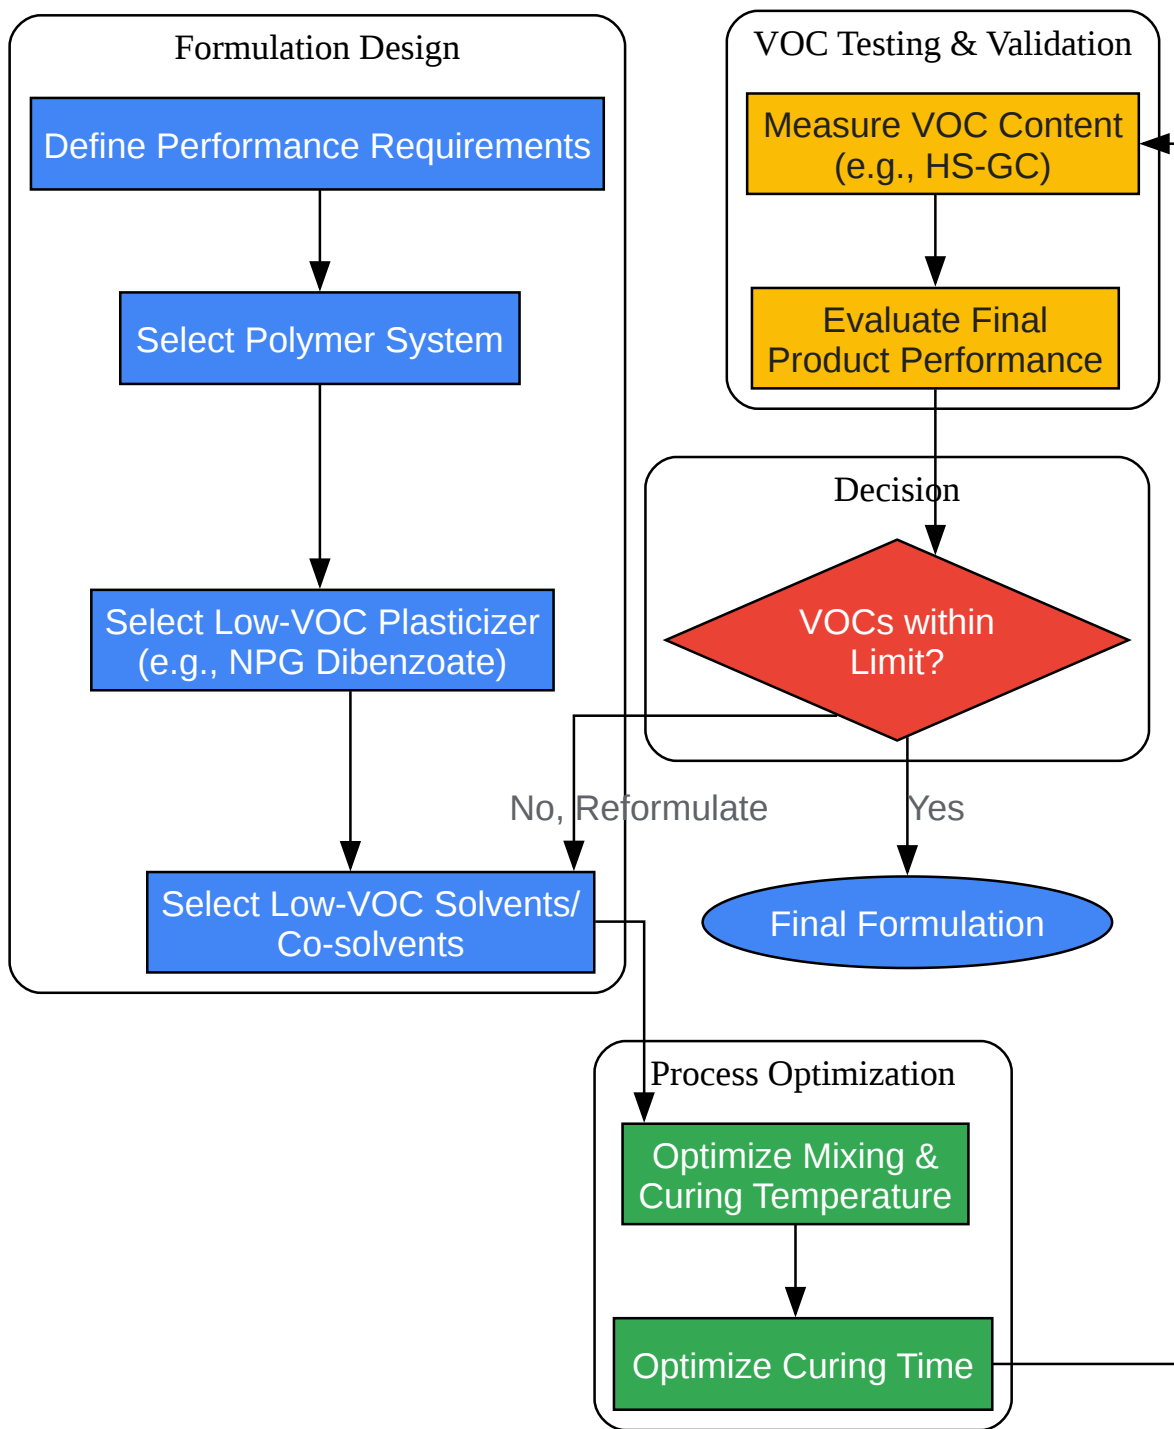 Formulation Design
Define Performance Requirements
Select Polymer System
Select Low-VOC Plasticizer
(e.g., NPG Dibenzoate)
Select Low-VOC Solvents/
Co-solvents
VOC Testing & Validation
Measure VOC Content
(e.g., HS-GC)
Evaluate Final
Product Performance
Decision
VOCs within
Limit?
No, Reformulate
Yes
Final Formulation
Process Optimization
Optimize Mixing &
Curing Temperature
Optimize Curing Time